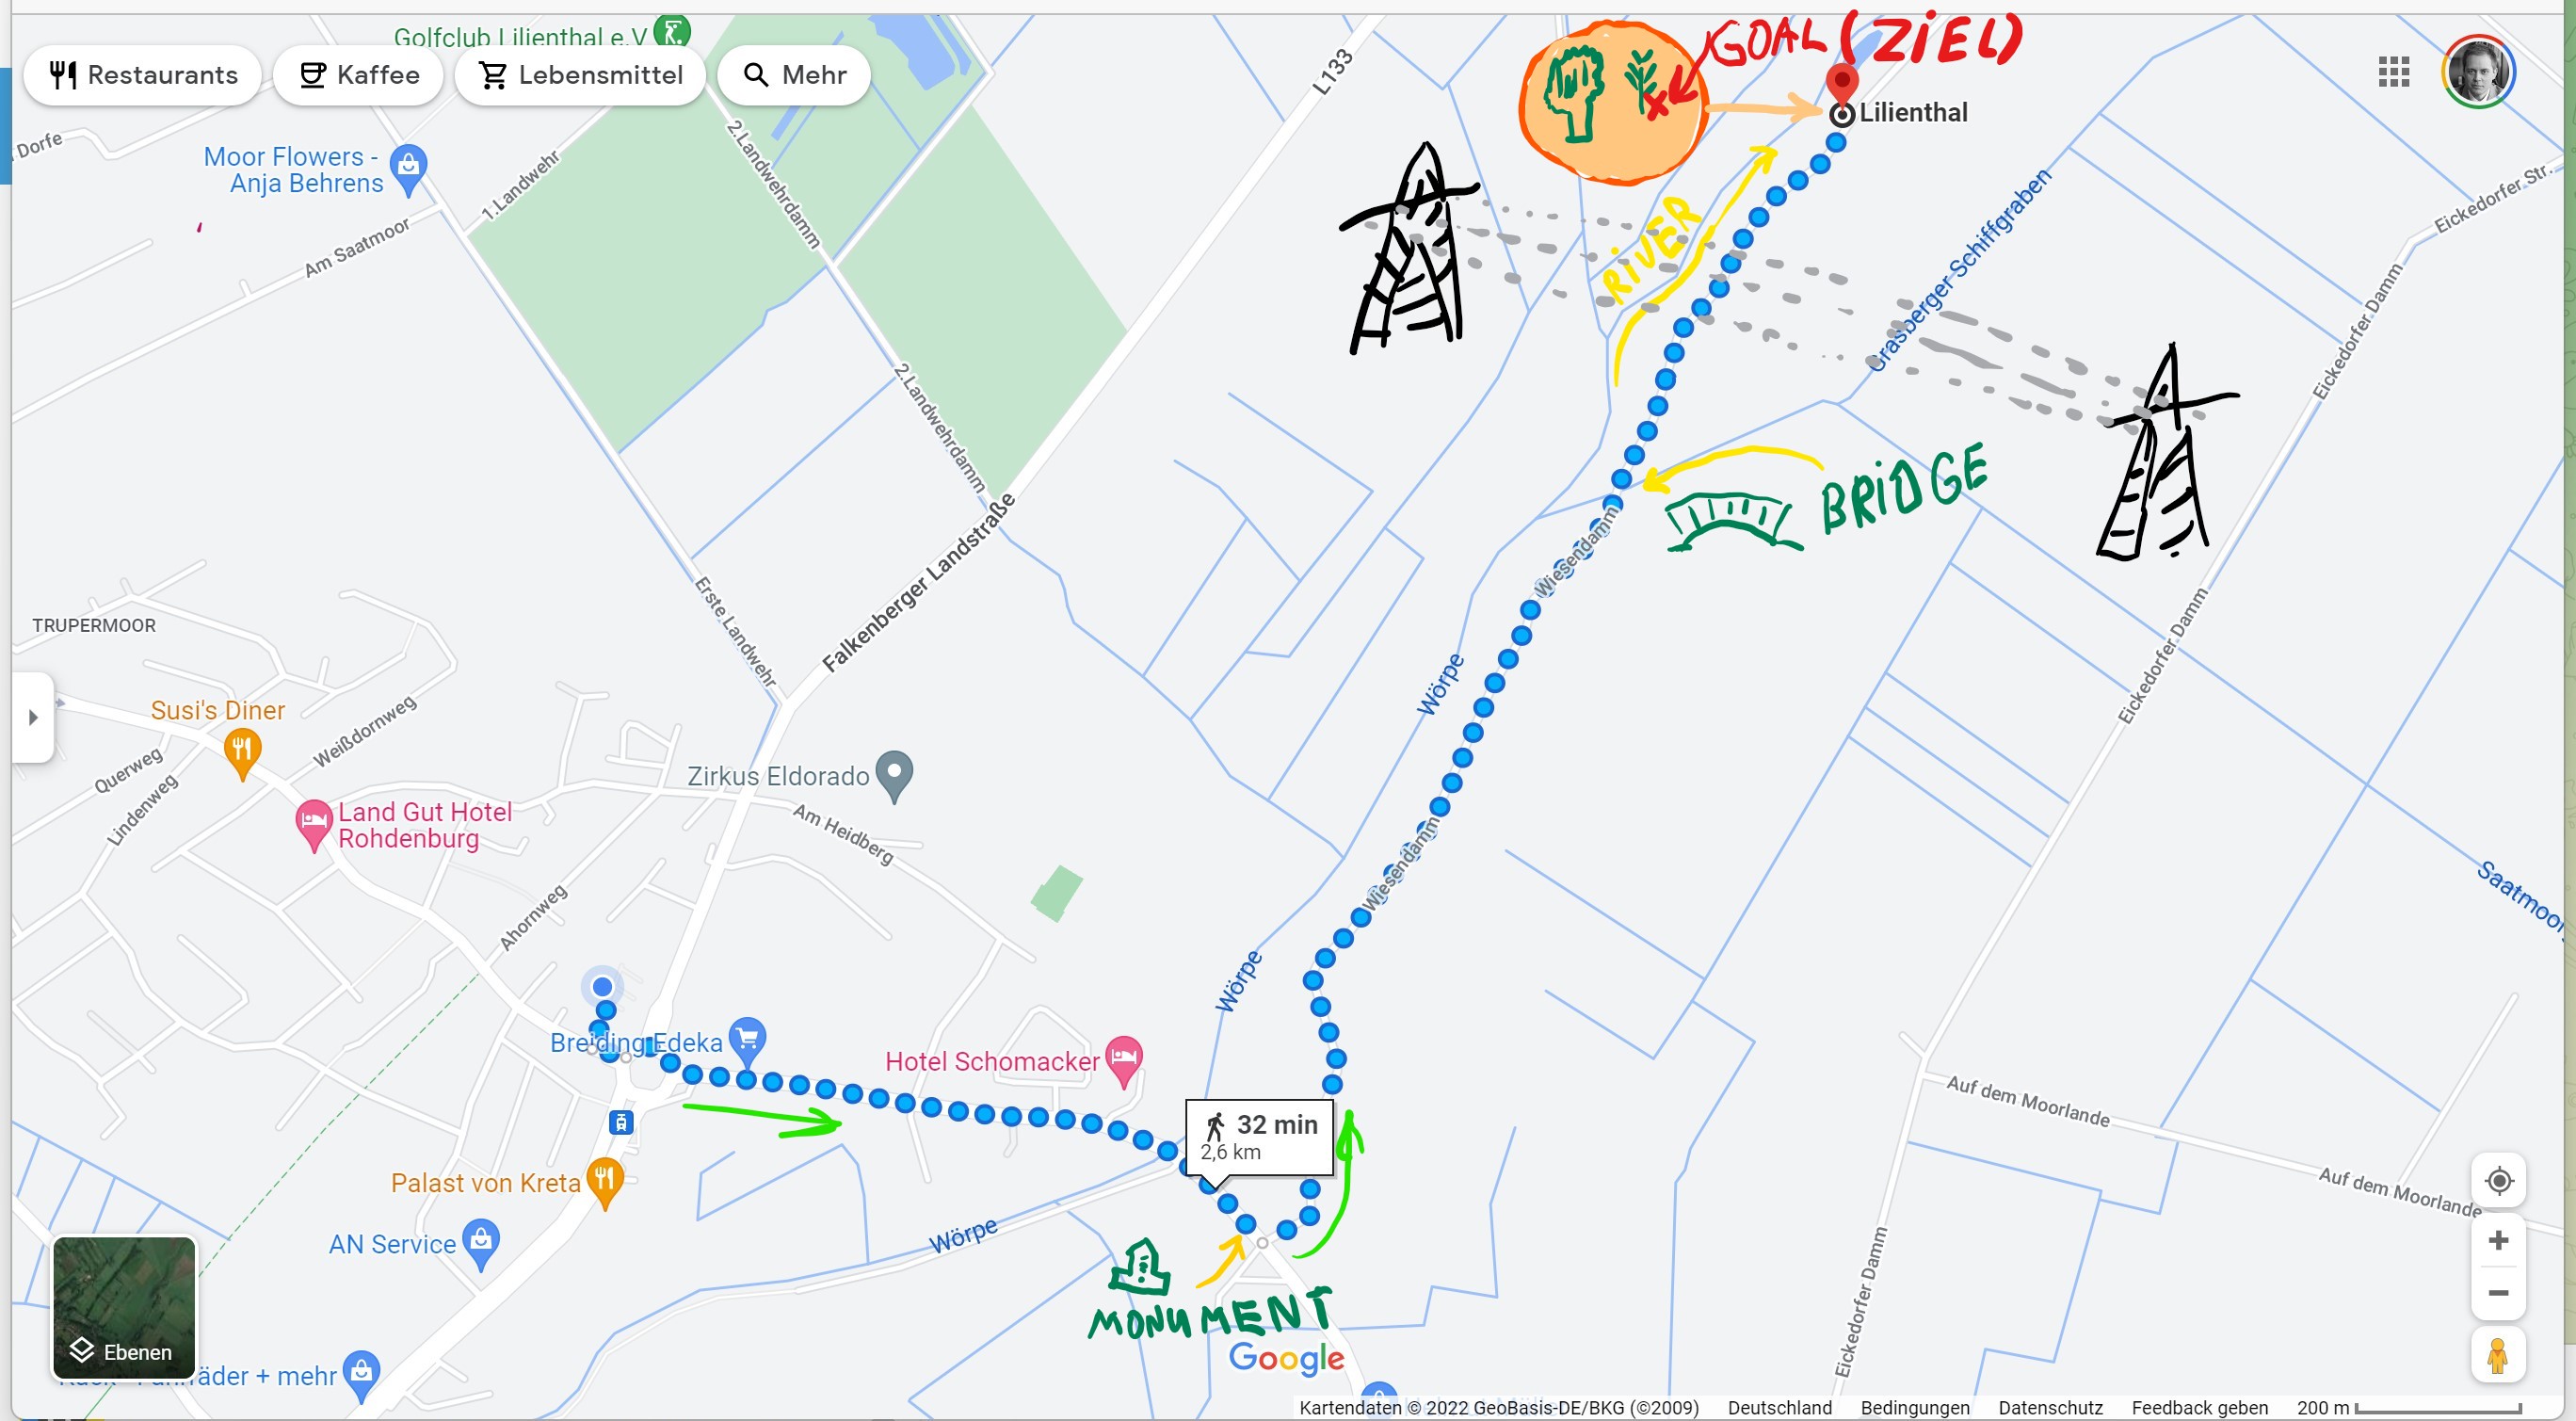 Golfclub Lilienthal e.V
GOAL (ZiEL)
Restaurants
Kaffee
Lebensmittel
Mehr
L133
Lilienthal
Dorfe
Moor Flowers -
Anja Behrens
1.Landwehr
2.Landwehrdamm
Am Saatmoor
RiVER
Grasberger Schiffgraben
Eickedorfer Str.
Eickedorfer Damm
2.Landwehrdamm
BRiDGE
Falkenberger Landstraße
Wiesendamm
Erste Landwehr
TRUPERMOOR
Wörpe
Eickedorfer Damm
Susi's Diner
Weißdornweg
Querweg
Lindenweg
Zirkus Eldorado
Am Heidberg
Land Gut Hotel
Rohdenburg
Wiesendamm
Saatmoor
Ahornweg
Wörpe
Breiding Edeka
Hotel Schomacker
Auf dem Moorlande
32 min
2,6 km
Palast von Kreta
Auf dem Moorlande
Wörpe
AN Service
Eickedorfer Damm
MONUMENT
Ebenen
Google
räder + mehr
Kartendaten © 2022 GeoBasis-DE/BKG (©2009)
Deutschland
Bedingungen
Datenschutz
Feedback geben
200 m